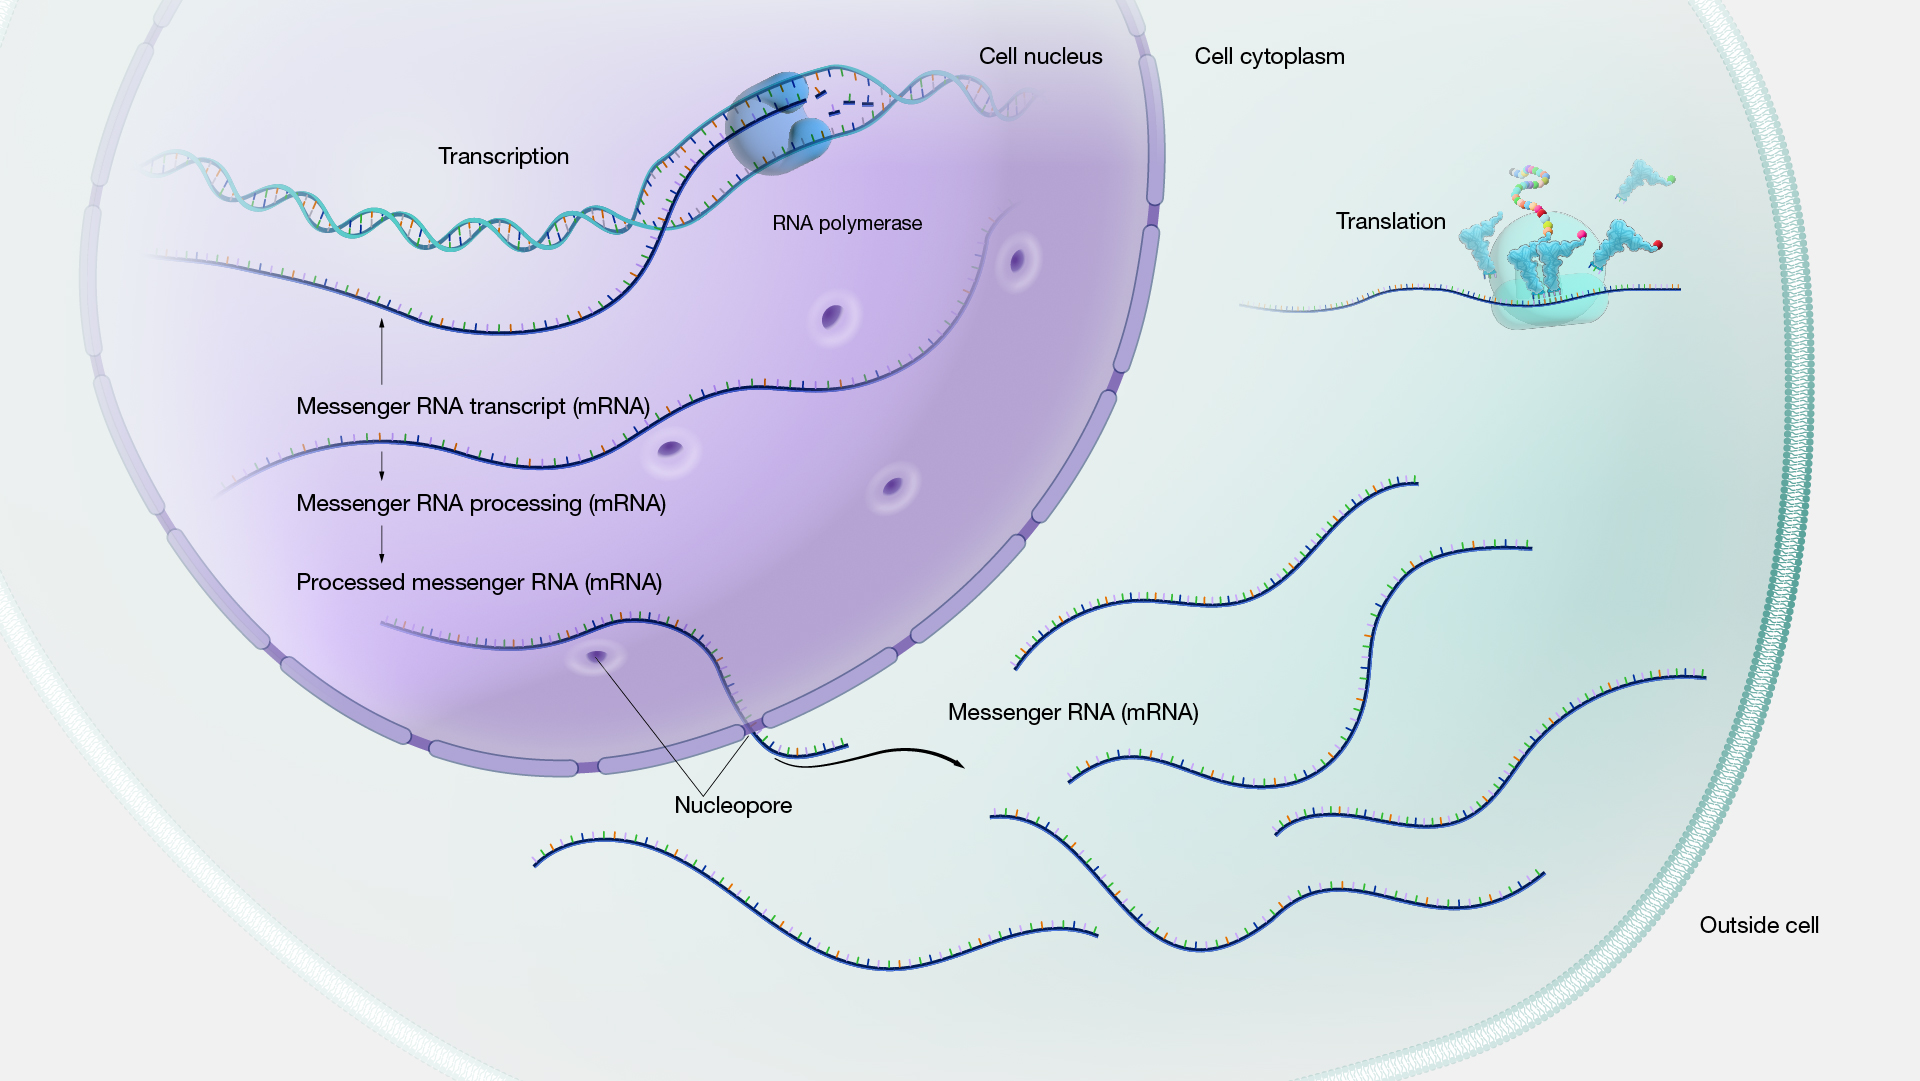 Cell nucleus
Cell cytoplasm
Transcription
RNA polymerase
Translation
Messenger RNA transcript (mRNA)
Messenger RNA processing (mRNA)
Processed messenger RNA (mRNA)
Messenger RNA (mRNA)
Nucleopore
Outside cell